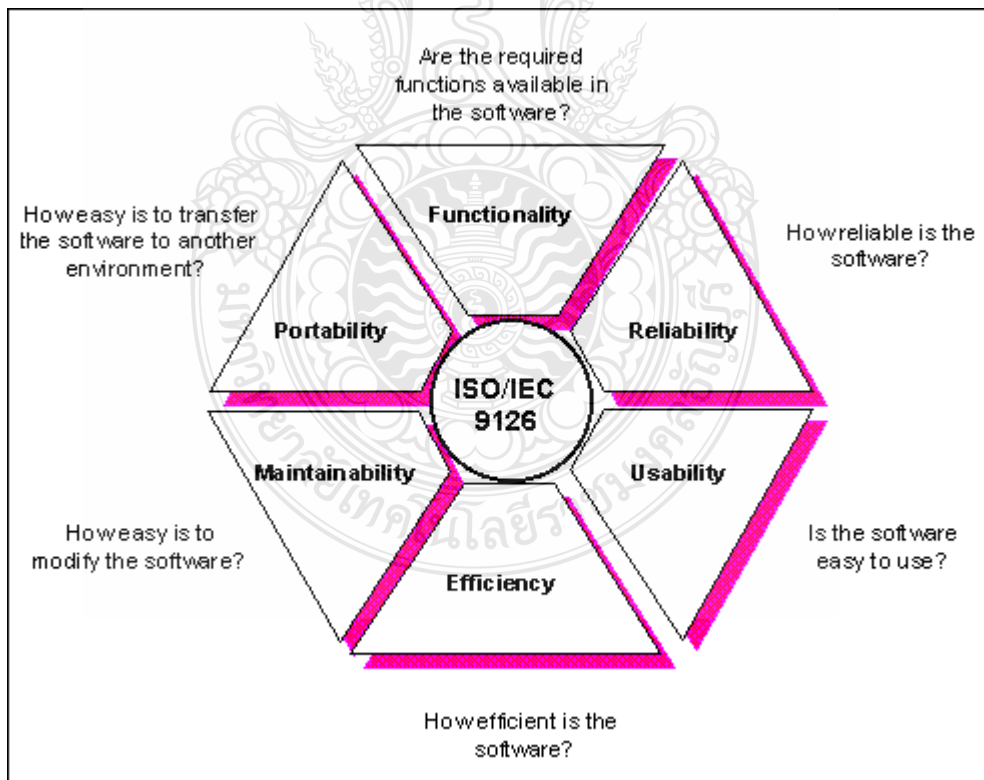 Are the required
functions available in
the software?
Functionality
How easy is to transfer
the software to another
environment?
How reliable is the
software?
Portability
Reliability
ISO/IEC
9126
Maintainability
Usability
How easy is to
modify the software?
Is the software
easy to use?
Efficiency
How efficient is the
software?